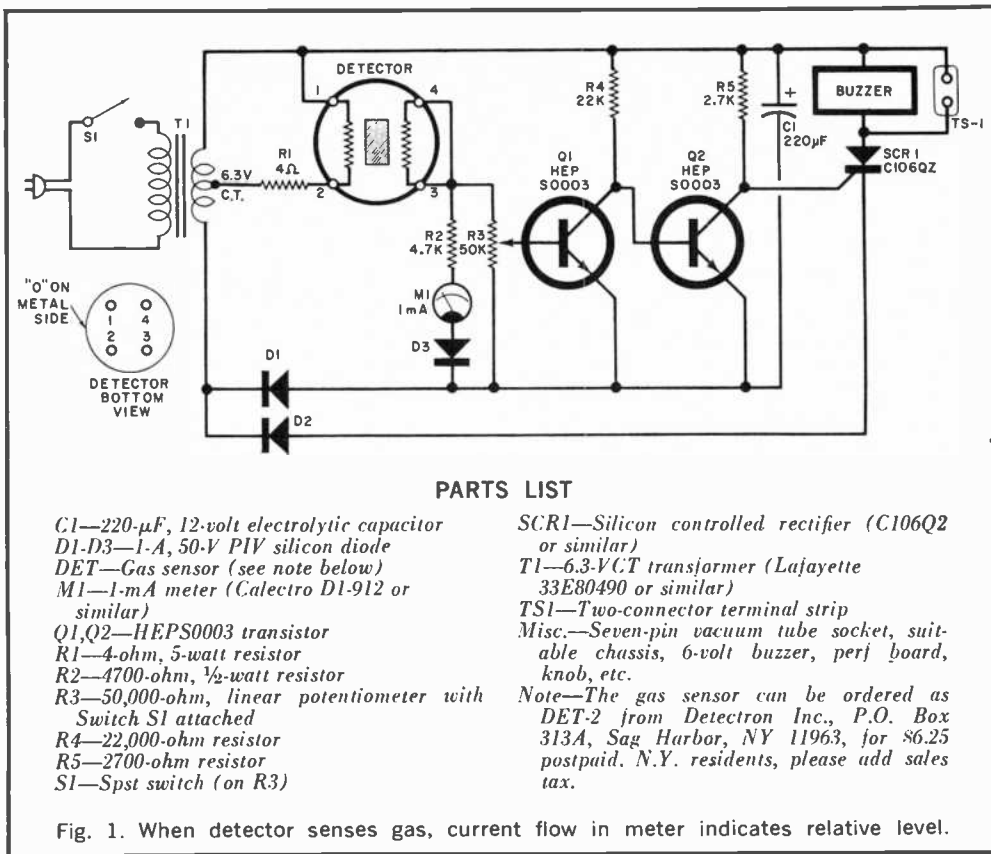 DETECTOR
1
4
2
3
S1
T1
6.3V
C.T.
R1
4Ω
R2
4.7K
R3
50K
M1
1mA
D3
Q1
HEP
S0003
Q2
HEP
S0003
R4
22K
R5
2.7K
+
C1
220µF
BUZZER
TS-1
SCR 1
C106QZ
"O" ON
METAL
SIDE
1 4
2 3
DETECTOR
BOTTOM
VIEW
D1
D2
PARTS LIST
C1—220-µF, 12-volt electrolytic capacitor
D1-D3—1-A, 50-V PIV silicon diode
DET—Gas sensor (see note below)
M1—1-mA meter (Calectro D1-912 or
similar)
Q1,Q2—HEPS0003 transistor
R1—4-ohm, 5-watt resistor
R2—4700-ohm, ½-watt resistor
R3—50,000-ohm, linear potentiometer with
Switch S1 attached
R4—22,000-ohm resistor
R5—2700-ohm resistor
S1—Spst switch (on R3)
SCR1—Silicon controlled rectifier (C106Q2
or similar)
T1—6.3-VCT transformer (Lafayette
33E80490 or similar)
TS1—Two-connector terminal strip
Misc.—Seven-pin vacuum tube socket, suit-
able chassis, 6-volt buzzer, perf board,
knob, etc.
Note—The gas sensor can be ordered as
DET-2 from Detectron Inc., P.O. Box
313A, Sag Harbor, NY 11963, for $6.25
postpaid. N.Y. residents, please add sales
tax.
Fig. 1. When detector senses gas, current flow in meter indicates relative level.